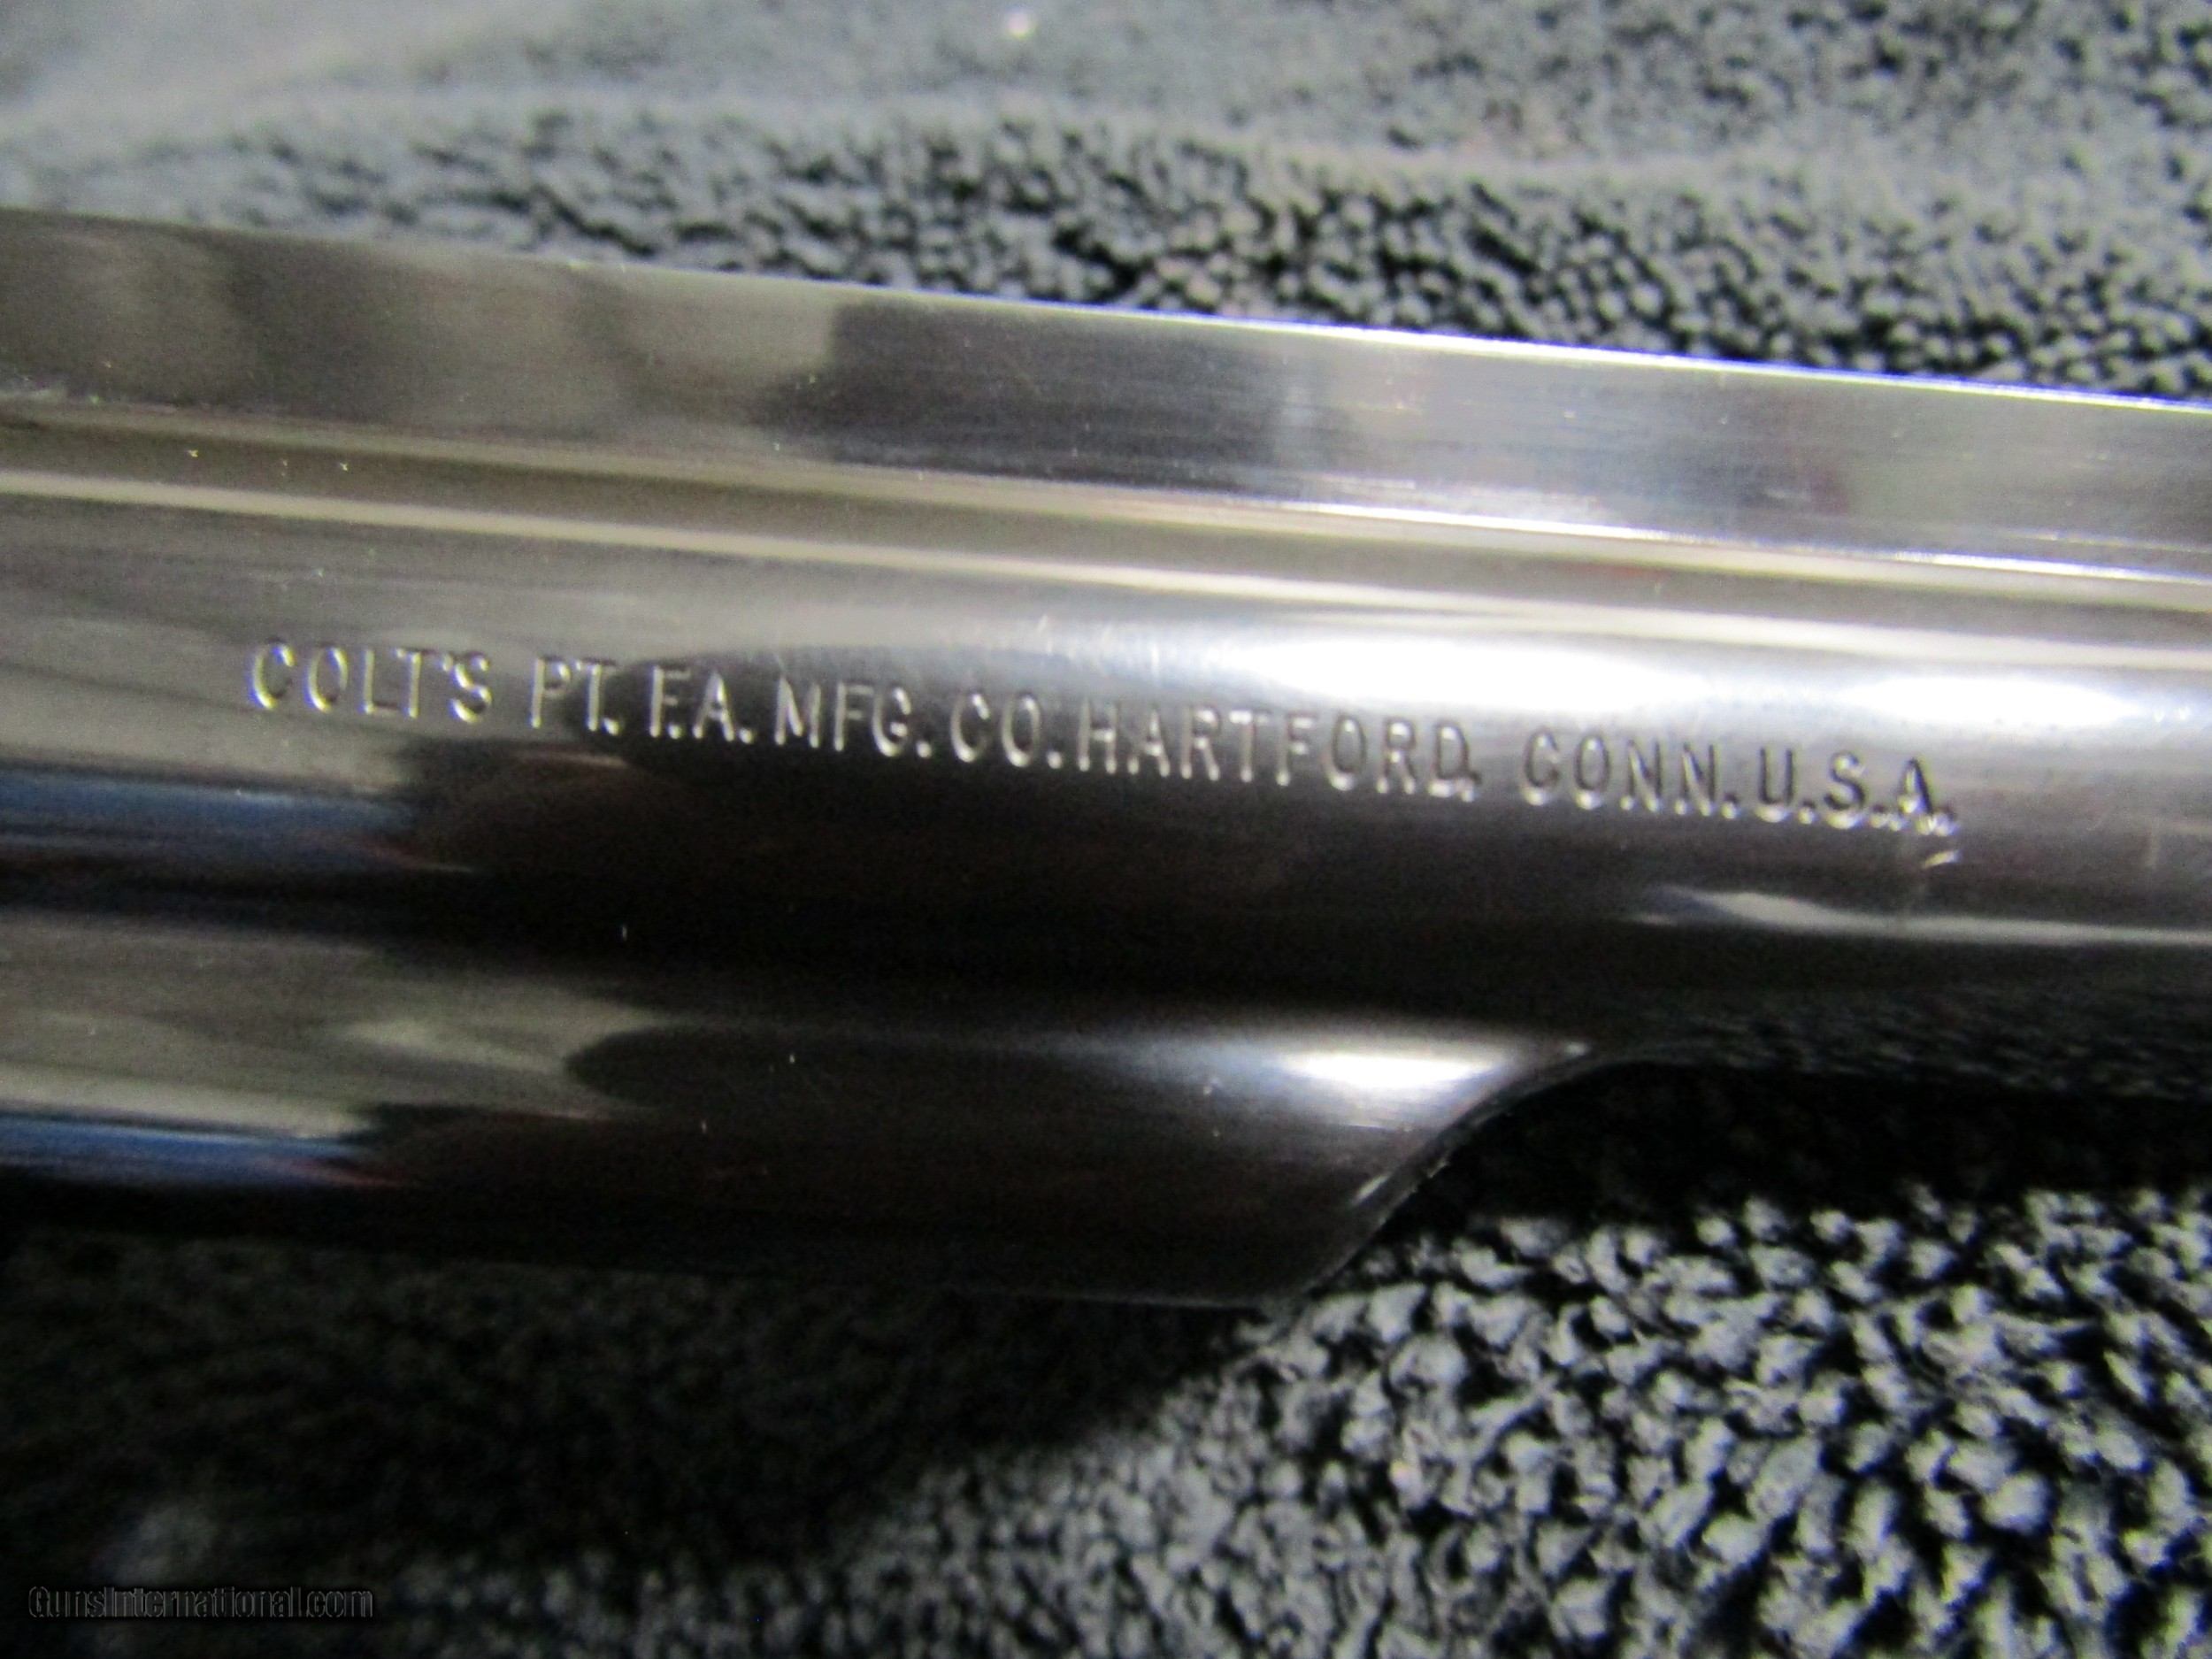 COLT'S PT. F.A. MFG. CO. HARTFORD, CONN. U.S.A.
GunsInternational.com